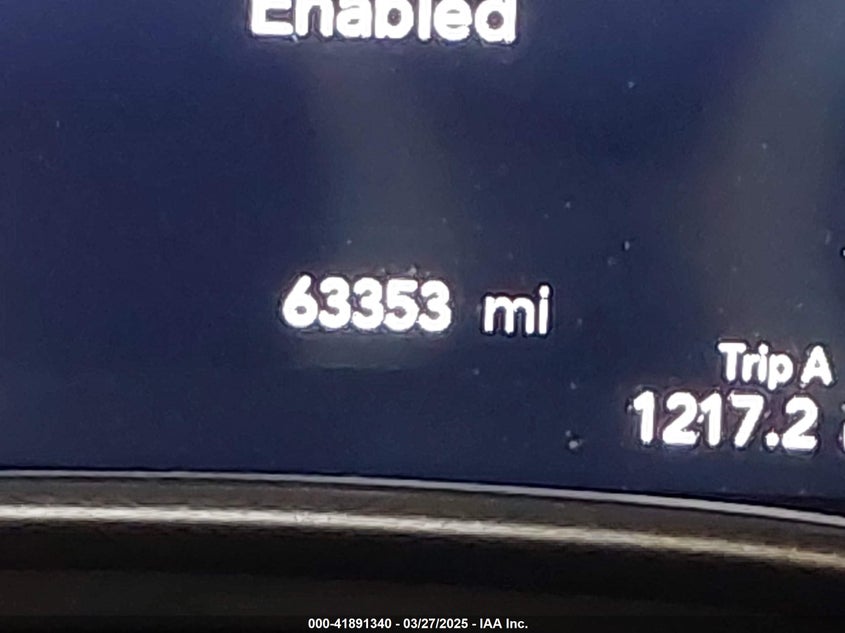 Enabled
63353 mi
Trip A
1217.2
000-41891340 - 03/27/2025 - IAA Inc.